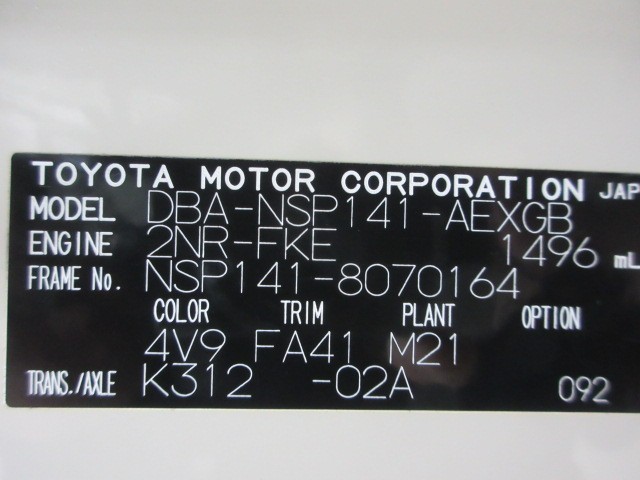 TOYOTA MOTOR CORPORATION JAP
MODEL DBA-NSP141-AEXGB
ENGINE 2NR-FKE 1496 mL
FRAME No. NSP141-8070164
COLOR TRIM PLANT OPTION
4V9 FA41 M21
TRANS./AXLE K312 -02A 092